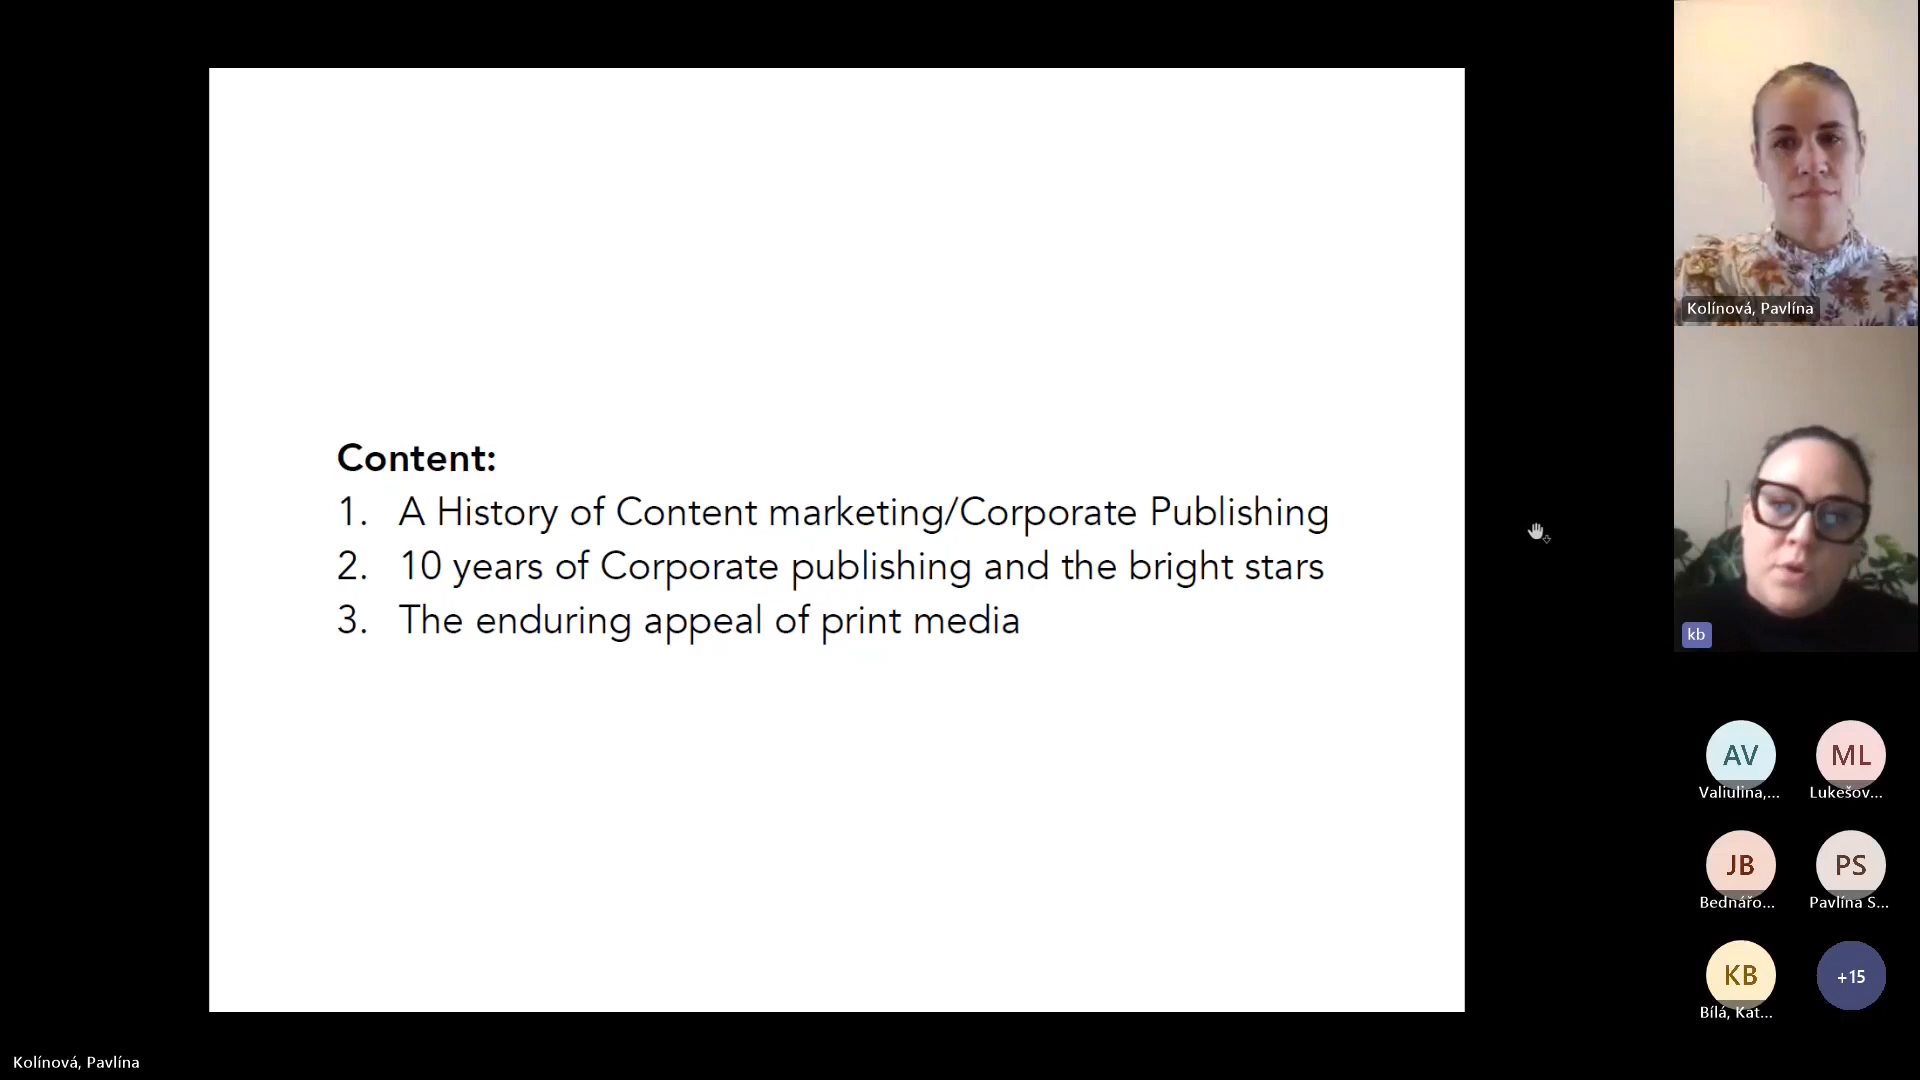 Content:
1. A History of Content marketing/Corporate Publishing
2. 10 years of Corporate publishing and the bright stars
3. The enduring appeal of print media
Kolínová, Pavlína
kb
AV
Valiulina,...
ML
Lukešov...
JB
Bednářo...
PS
Pavlína S...
KB
Bílá, Kat...
+15
Kolínová, Pavlína